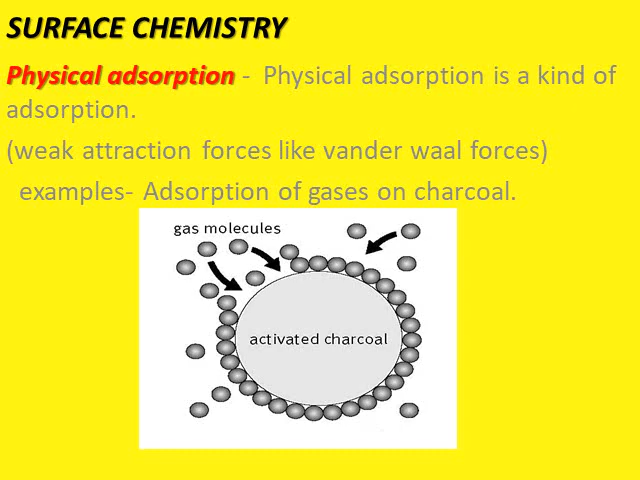 SURFACE CHEMISTRY
Physical adsorption - Physical adsorption is a kind of
adsorption.
(weak attraction forces like vander waal forces)
examples- Adsorption of gases on charcoal.
gas molecules
activated charcoal